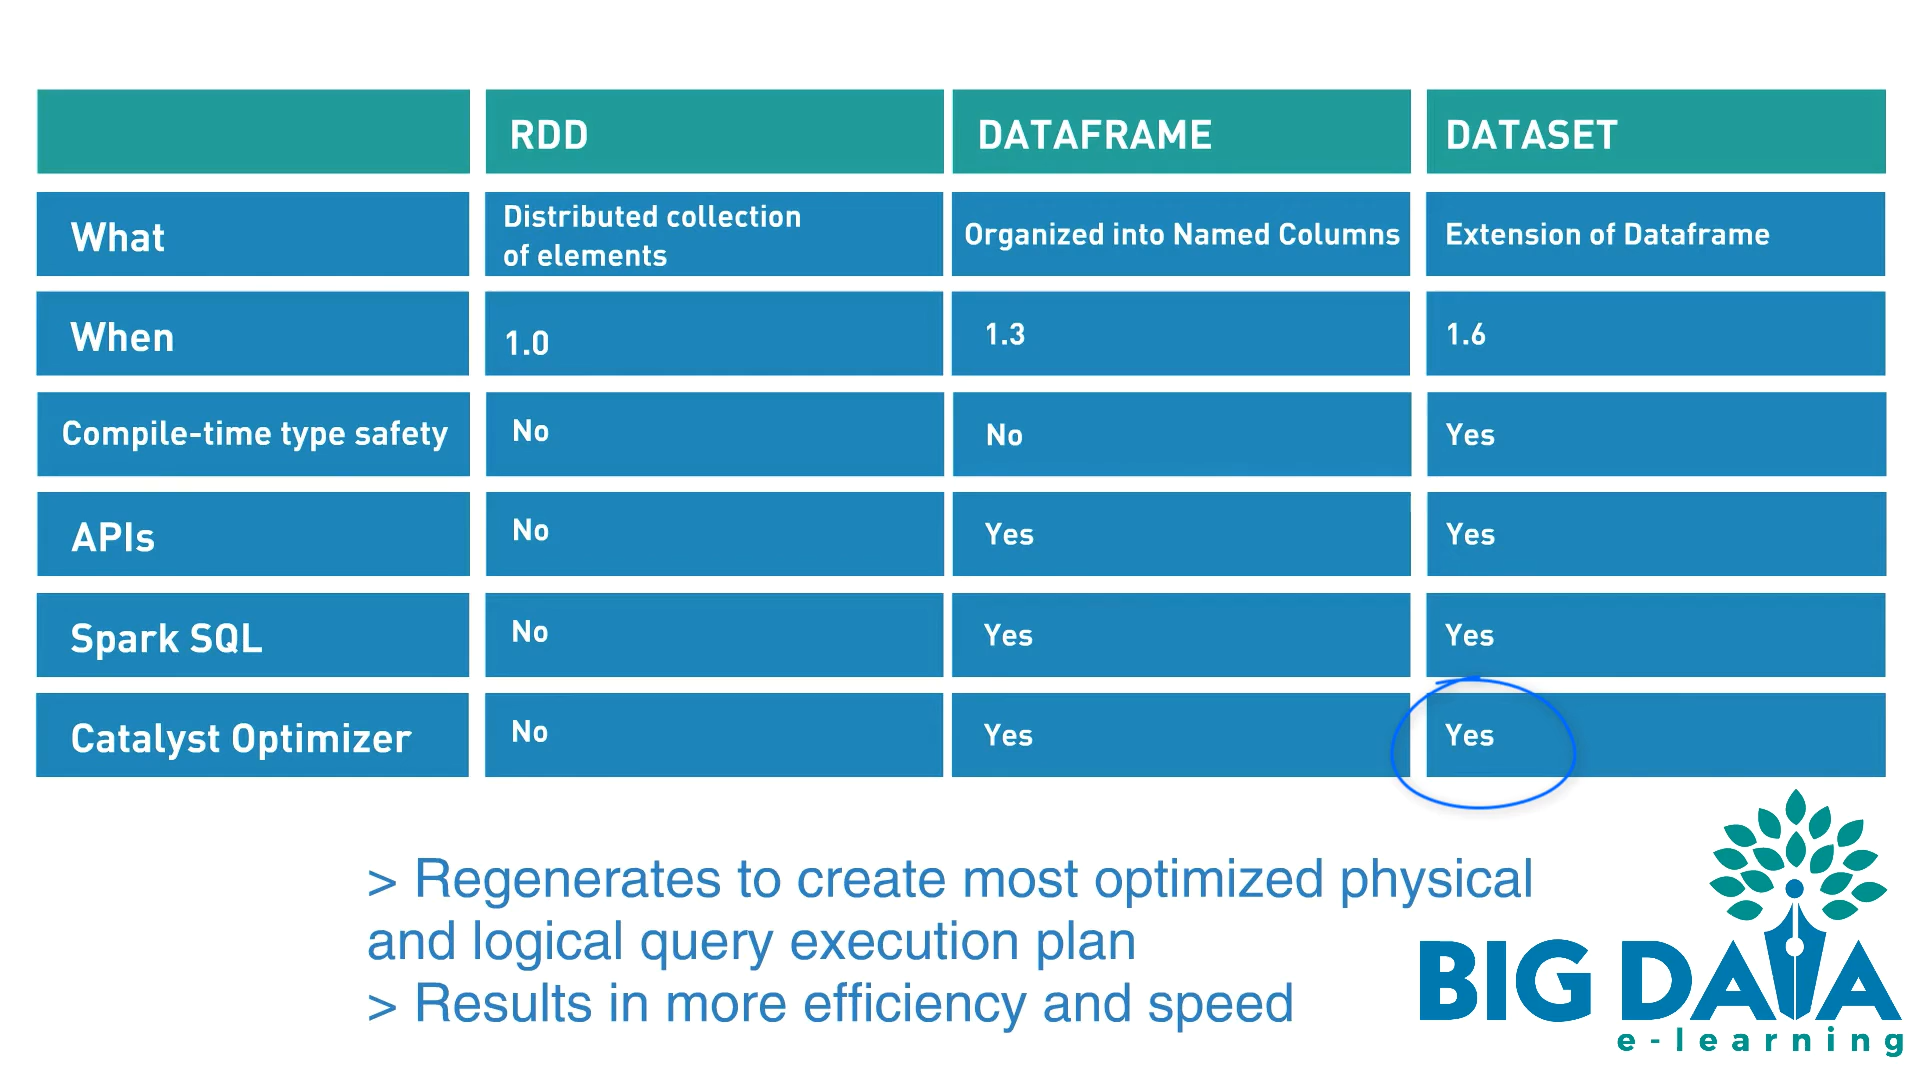 RDD DATAFRAME DATASET
What Distributed collection of elements Organized into Named Columns Extension of Dataframe
When 1.0 1.3 1.6
Compile-time type safety No No Yes
APIs No Yes Yes
Spark SQL No Yes Yes
Catalyst Optimizer No Yes Yes
> Regenerates to create most optimized physical
and logical query execution plan
> Results in more efficiency and speed
BIG DATA
e-learning